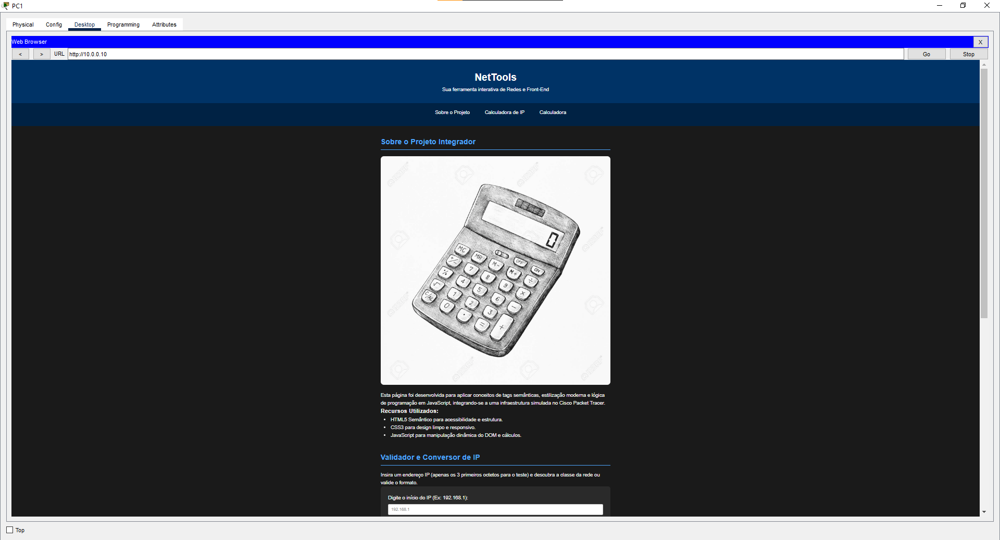 PC1
Physical Config Desktop Programming Attributes
Web Browser X
< > URL http://10.0.0.10 Go Stop
NetTools
Sua ferramenta interativa de Redes e Front-End
Sobre o Projeto Calculadora de IP Calculadora
Sobre o Projeto Integrador
0
MC MR M- OFF
+/- 7 M+ ON
% 4 8 9 ÷
√ 5 ×
C/AC 1 2 6 −
0 . 3 +
=
Esta página foi desenvolvida para aplicar conceitos de tags semânticas, estilização moderna e lógica
de programação em JavaScript, integrando-se a uma infraestrutura simulada no Cisco Packet Tracer.
Recursos Utilizados:
• HTML5 Semântico para acessibilidade e estrutura.
• CSS3 para design limpo e responsivo.
• JavaScript para manipulação dinâmica do DOM e cálculos.
Validador e Conversor de IP
Insira um endereço IP (apenas os 3 primeiros octetos para o teste) e descubra a classe da rede ou
valide o formato.
Digite o início do IP (Ex: 192.168.1):
192.168.1
Top